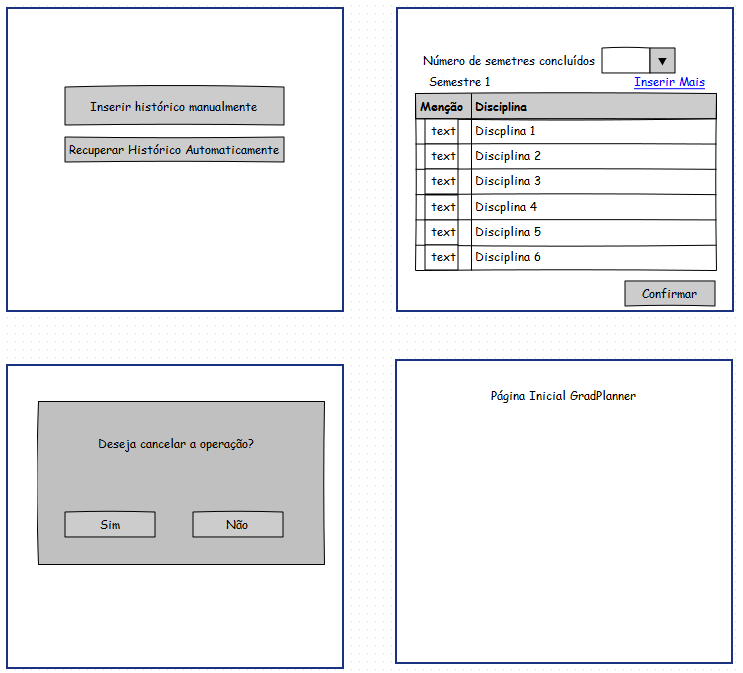 Inserir histórico manualmente
Recuperar Histórico Automaticamente
Número de semetres concluídos
Semestre 1 Inserir Mais
Menção Disciplina
text Discplina 1
text Disciplina 2
text Disciplina 3
text Discplina 4
text Disciplina 5
text Disciplina 6
Confirmar
Deseja cancelar a operação?
Sim Não
Página Inicial GradPlanner